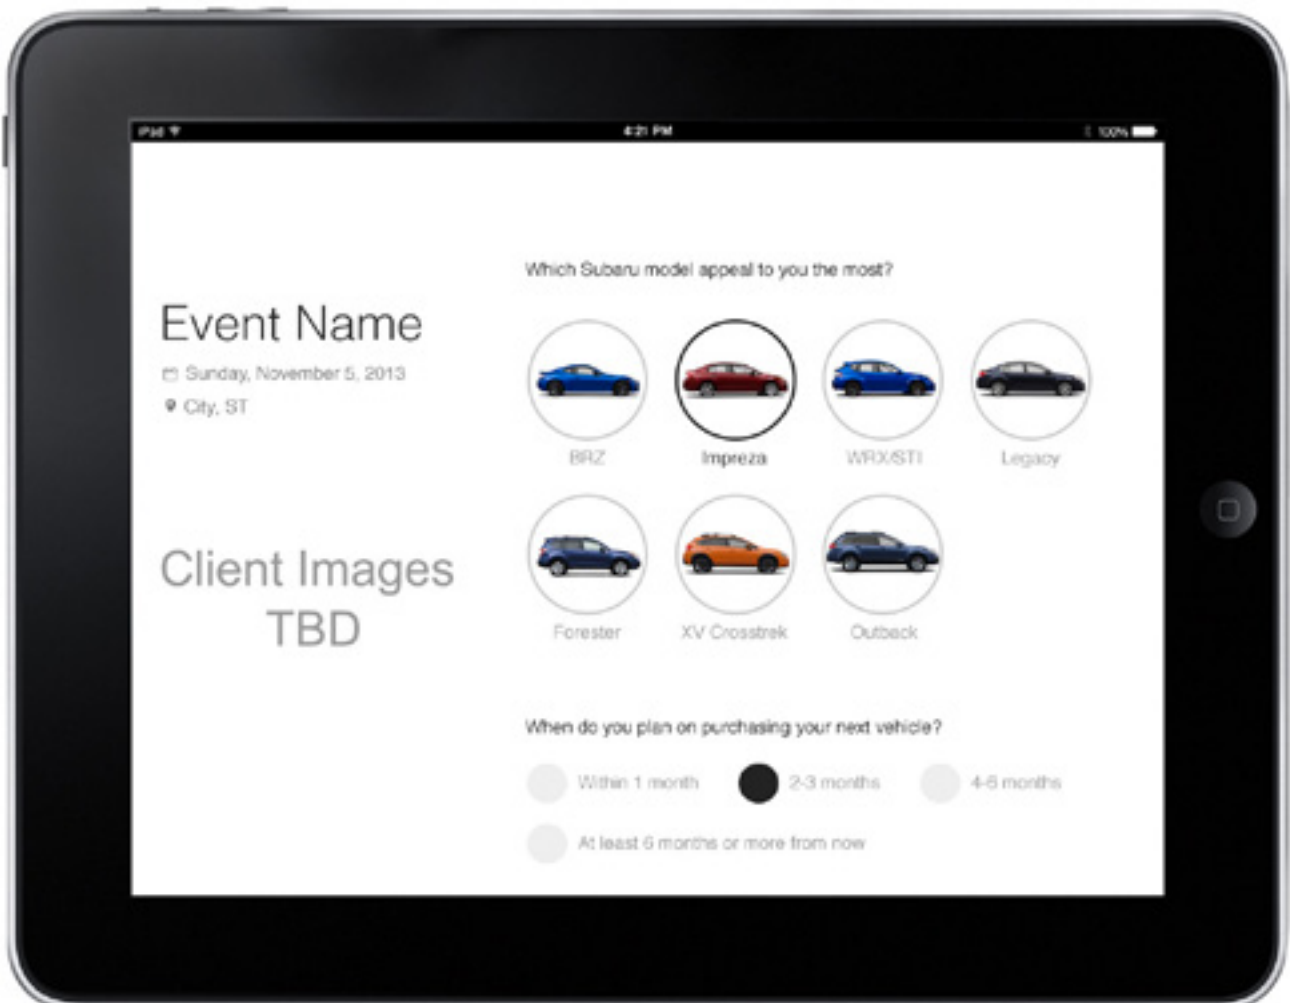 iPad
4:21 PM
100%
Which Subaru model appeal to you the most?
Event Name
Sunday, November 5, 2013
City, ST
BRZ
Impreza
WRX/STI
Legacy
Client Images
TBD
Forester
XV Crosstrek
Outback
When do you plan on purchasing your next vehicle?
Within 1 month
2-3 months
4-6 months
At least 6 months or more from now